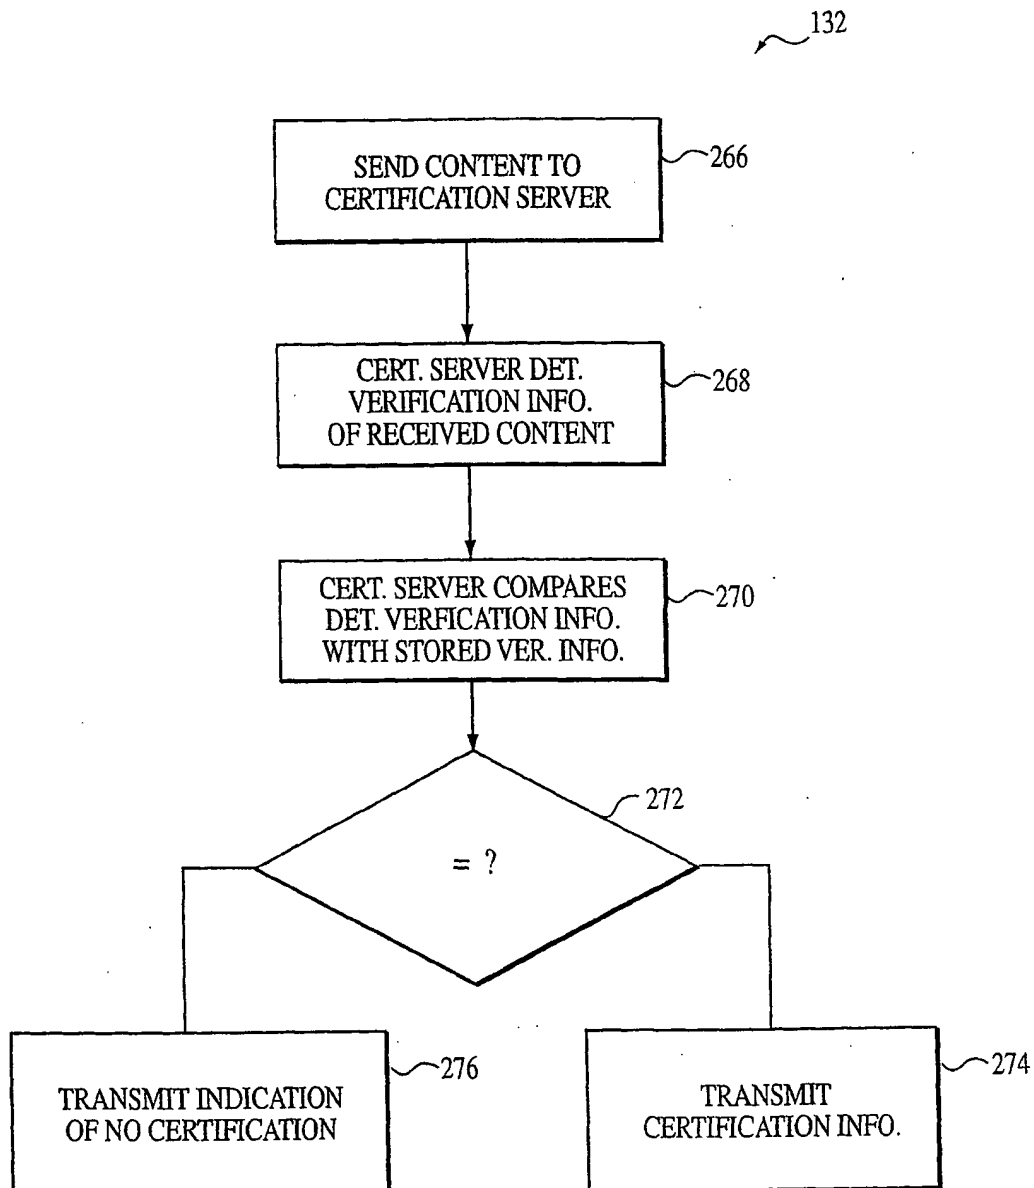 132
SEND CONTENT TO
CERTIFICATION SERVER
266
CERT. SERVER DET.
VERIFICATION INFO.
OF RECEIVED CONTENT
268
CERT. SERVER COMPARES
DET. VERFICATION INFO.
WITH STORED VER. INFO.
270
272
= ?
TRANSMIT INDICATION
OF NO CERTIFICATION
276
TRANSMIT
CERTIFICATION INFO.
274